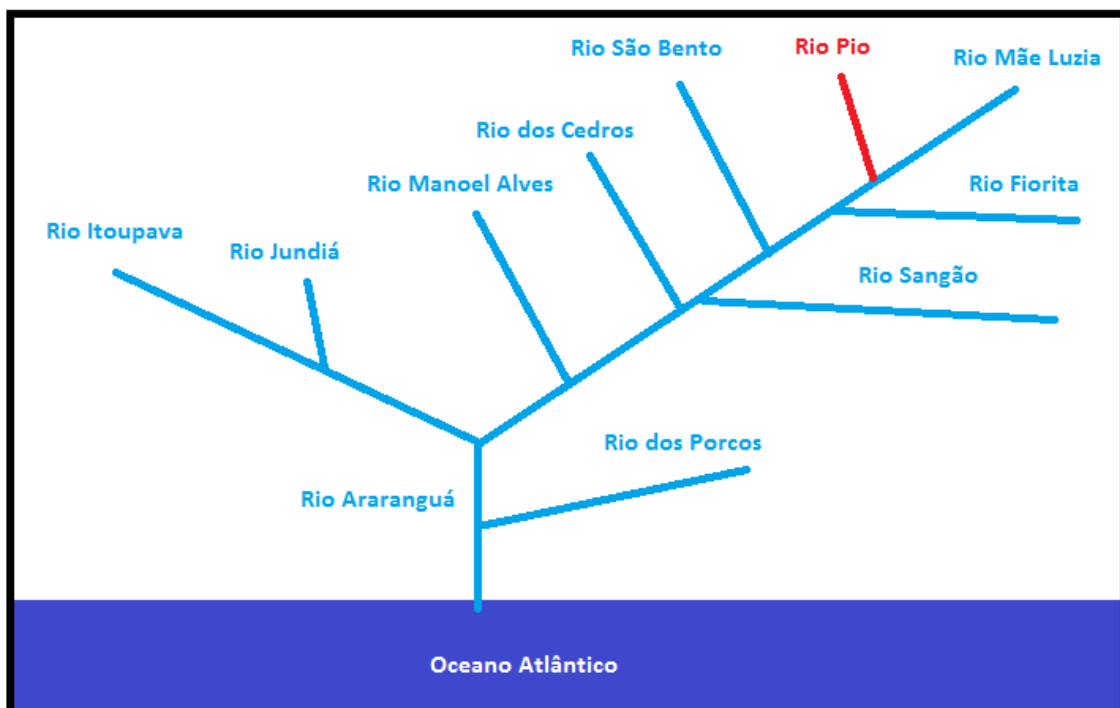 Rio São Bento
Rio Pio
Rio Mãe Luzia
Rio dos Cedros
Rio Manoel Alves
Rio Fiorita
Rio Itoupava
Rio Jundiá
Rio Sangão
Rio dos Porcos
Rio Araranguá
Oceano Atlântico